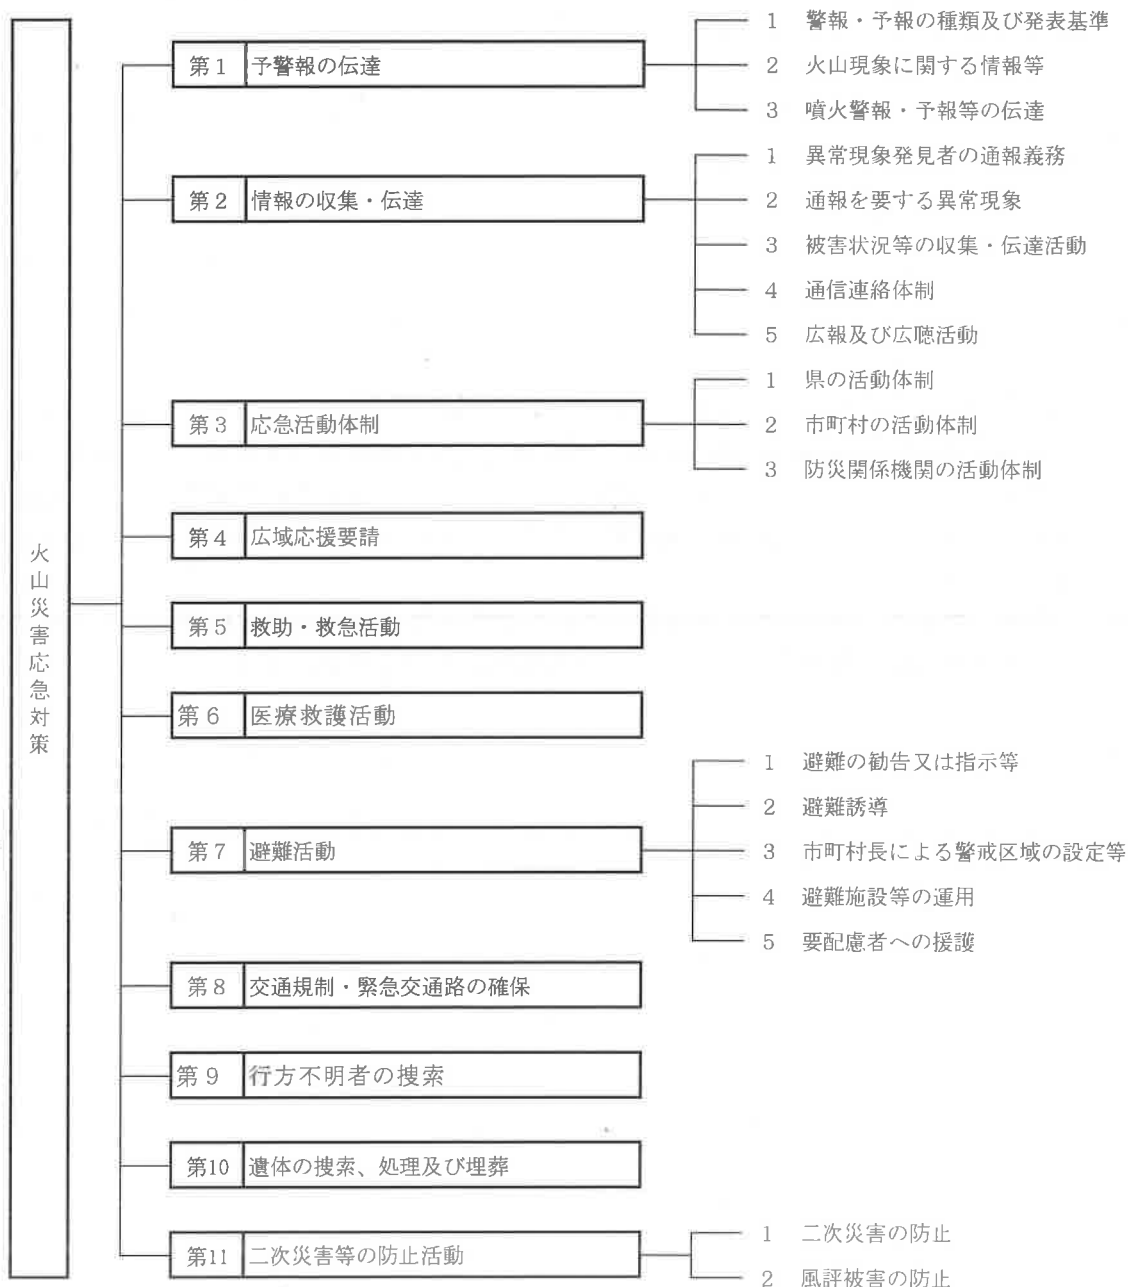 火山災害応急対策
第1 予警報の伝達
1 警報・予報の種類及び発表基準
2 火山現象に関する情報等
3 噴火警報・予報等の伝達
第2 情報の収集・伝達
1 異常現象発見者の通報義務
2 通報を要する異常現象
3 被害状況等の収集・伝達活動
4 通信連絡体制
5 広報及び広聴活動
第3 応急活動体制
1 県の活動体制
2 市町村の活動体制
3 防災関係機関の活動体制
第4 広域応援要請
第5 救助・救急活動
第6 医療救護活動
第7 避難活動
1 避難の勧告又は指示等
2 避難誘導
3 市町村長による警戒区域の設定等
4 避難施設等の運用
5 要配慮者への援護
第8 交通規制・緊急交通路の確保
第9 行方不明者の捜索
第10 遺体の捜索、処理及び埋葬
第11 二次災害等の防止活動
1 二次災害の防止
2 風評被害の防止